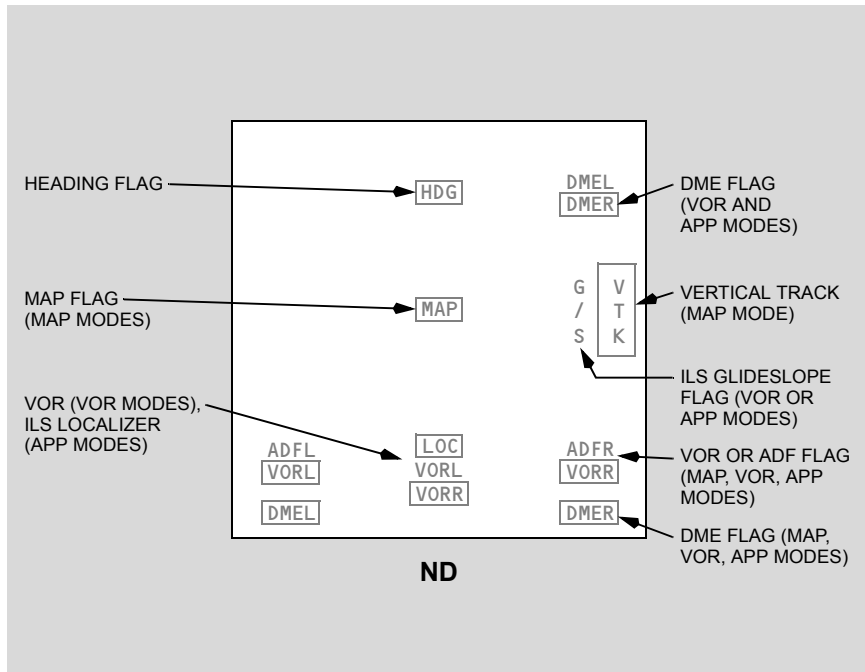 HEADING FLAG
HDG
DMEL
DMER
DME FLAG
(VOR AND
APP MODES)
MAP FLAG
(MAP MODES)
MAP
G
/
S
V
T
K
VERTICAL TRACK
(MAP MODE)
ILS GLIDESLOPE
FLAG (VOR OR
APP MODES)
VOR (VOR MODES),
ILS LOCALIZER
(APP MODES)
ADFL
VORL
DMEL
LOC
VORL
VORR
ADFR
VORR
DMER
VOR OR ADF FLAG
(MAP, VOR, APP
MODES)
DME FLAG (MAP,
VOR, APP MODES)
ND